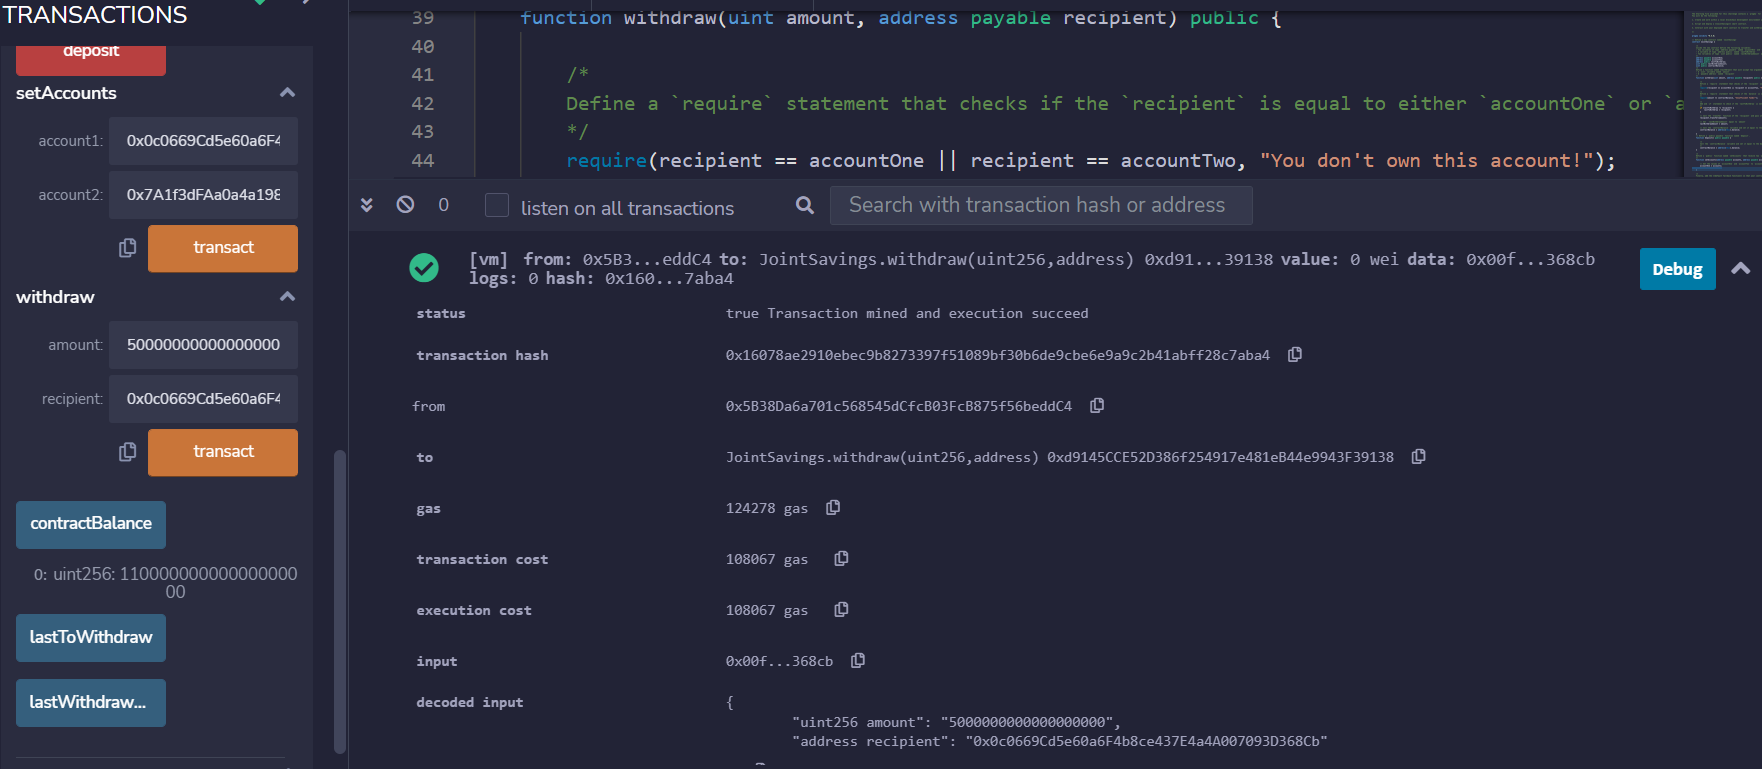 TRANSACTIONS
deposit
setAccounts
account1: 0x0c0669Cd5e60a6F4
account2: 0x7A1f3dFAa0a4a198
transact
withdraw
amount: 50000000000000000
recipient: 0x0c0669Cd5e60a6F4
transact
contractBalance
0: uint256: 110000000000000000
00
lastToWithdraw
lastWithdraw...
39 function withdraw(uint amount, address payable recipient) public {
40
41 /*
42 Define a `require` statement that checks if the `recipient` is equal to either `accountOne` or `a
43 */
44 require(recipient == accountOne || recipient == accountTwo, "You don't own this account!");
0 listen on all transactions Search with transaction hash or address
[vm] from: 0x5B3...eddC4 to: JointSavings.withdraw(uint256,address) 0xd91...39138 value: 0 wei data: 0x00f...368cb
logs: 0 hash: 0x160...7aba4
Debug
status true Transaction mined and execution succeed
transaction hash 0x16078ae2910ebec9b8273397f51089bf30b6de9cbe6e9a9c2b41abff28c7aba4
from 0x5B38Da6a701c568545dCfcB03FcB875f56beddC4
to JointSavings.withdraw(uint256,address) 0xd9145CCE52D386f254917e481eB44e9943F39138
gas 124278 gas
transaction cost 108067 gas
execution cost 108067 gas
input 0x00f...368cb
decoded input {
"uint256 amount": "5000000000000000000",
"address recipient": "0x0c0669Cd5e60a6F4b8ce437E4a4A007093D368Cb"